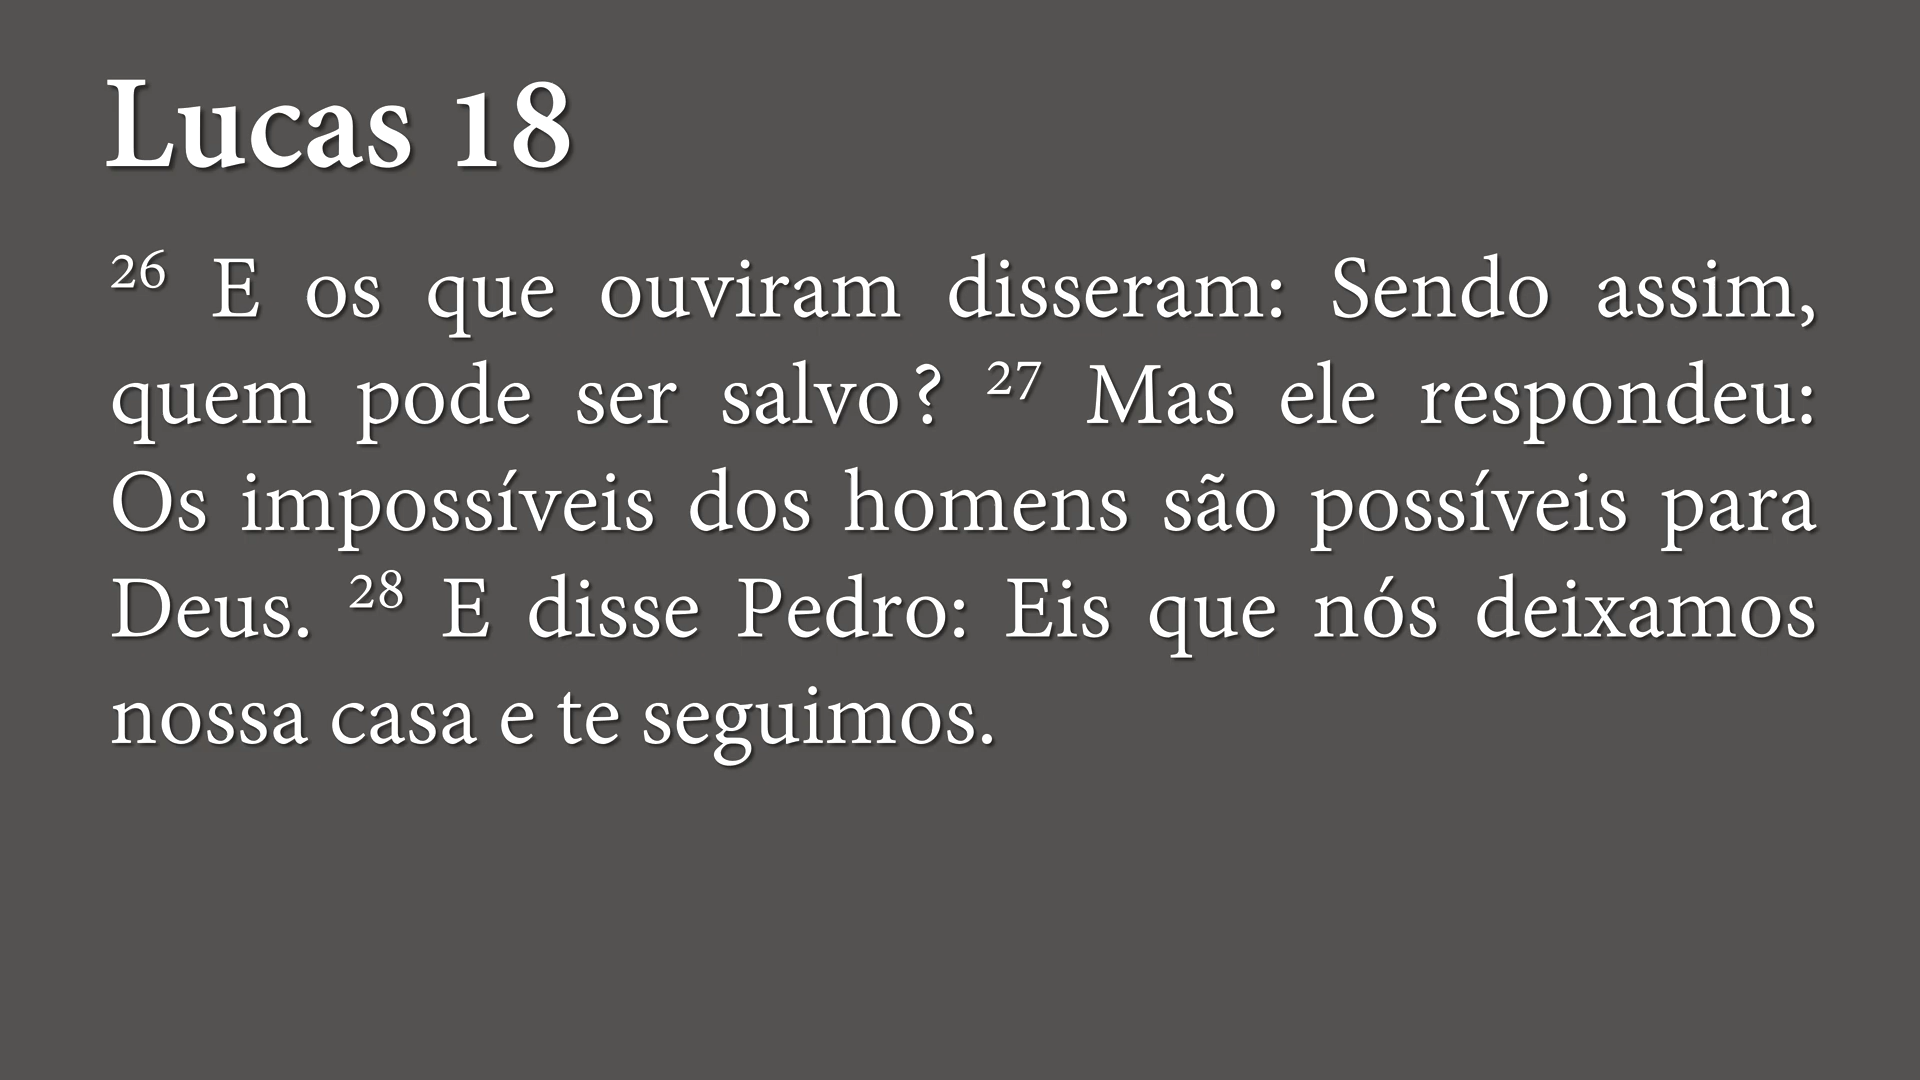 Lucas 18
26 E os que ouviram disseram: Sendo assim,
quem pode ser salvo? 27 Mas ele respondeu:
Os impossíveis dos homens são possíveis para
Deus. 28 E disse Pedro: Eis que nós deixamos
nossa casa e te seguimos.